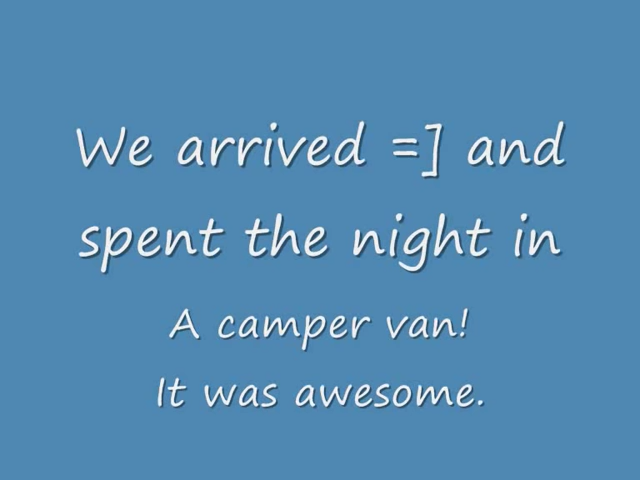 We arrived =] and
spent the night in
A camper van!
It was awesome.